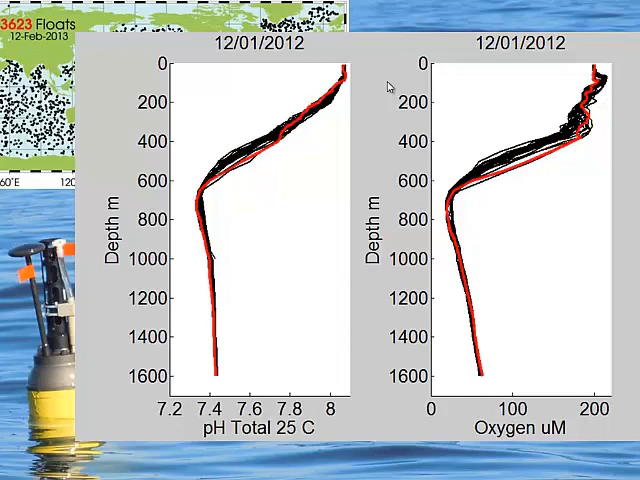 3623 Floats
12-Feb-2013
60°E 120
12/01/2012
0
200
400
600
800
1000
1200
1400
1600
Depth m
7.2 7.4 7.6 7.8 8
pH Total 25 C
12/01/2012
0
200
400
600
800
1000
1200
1400
1600
Depth m
0 100 200
Oxygen uM